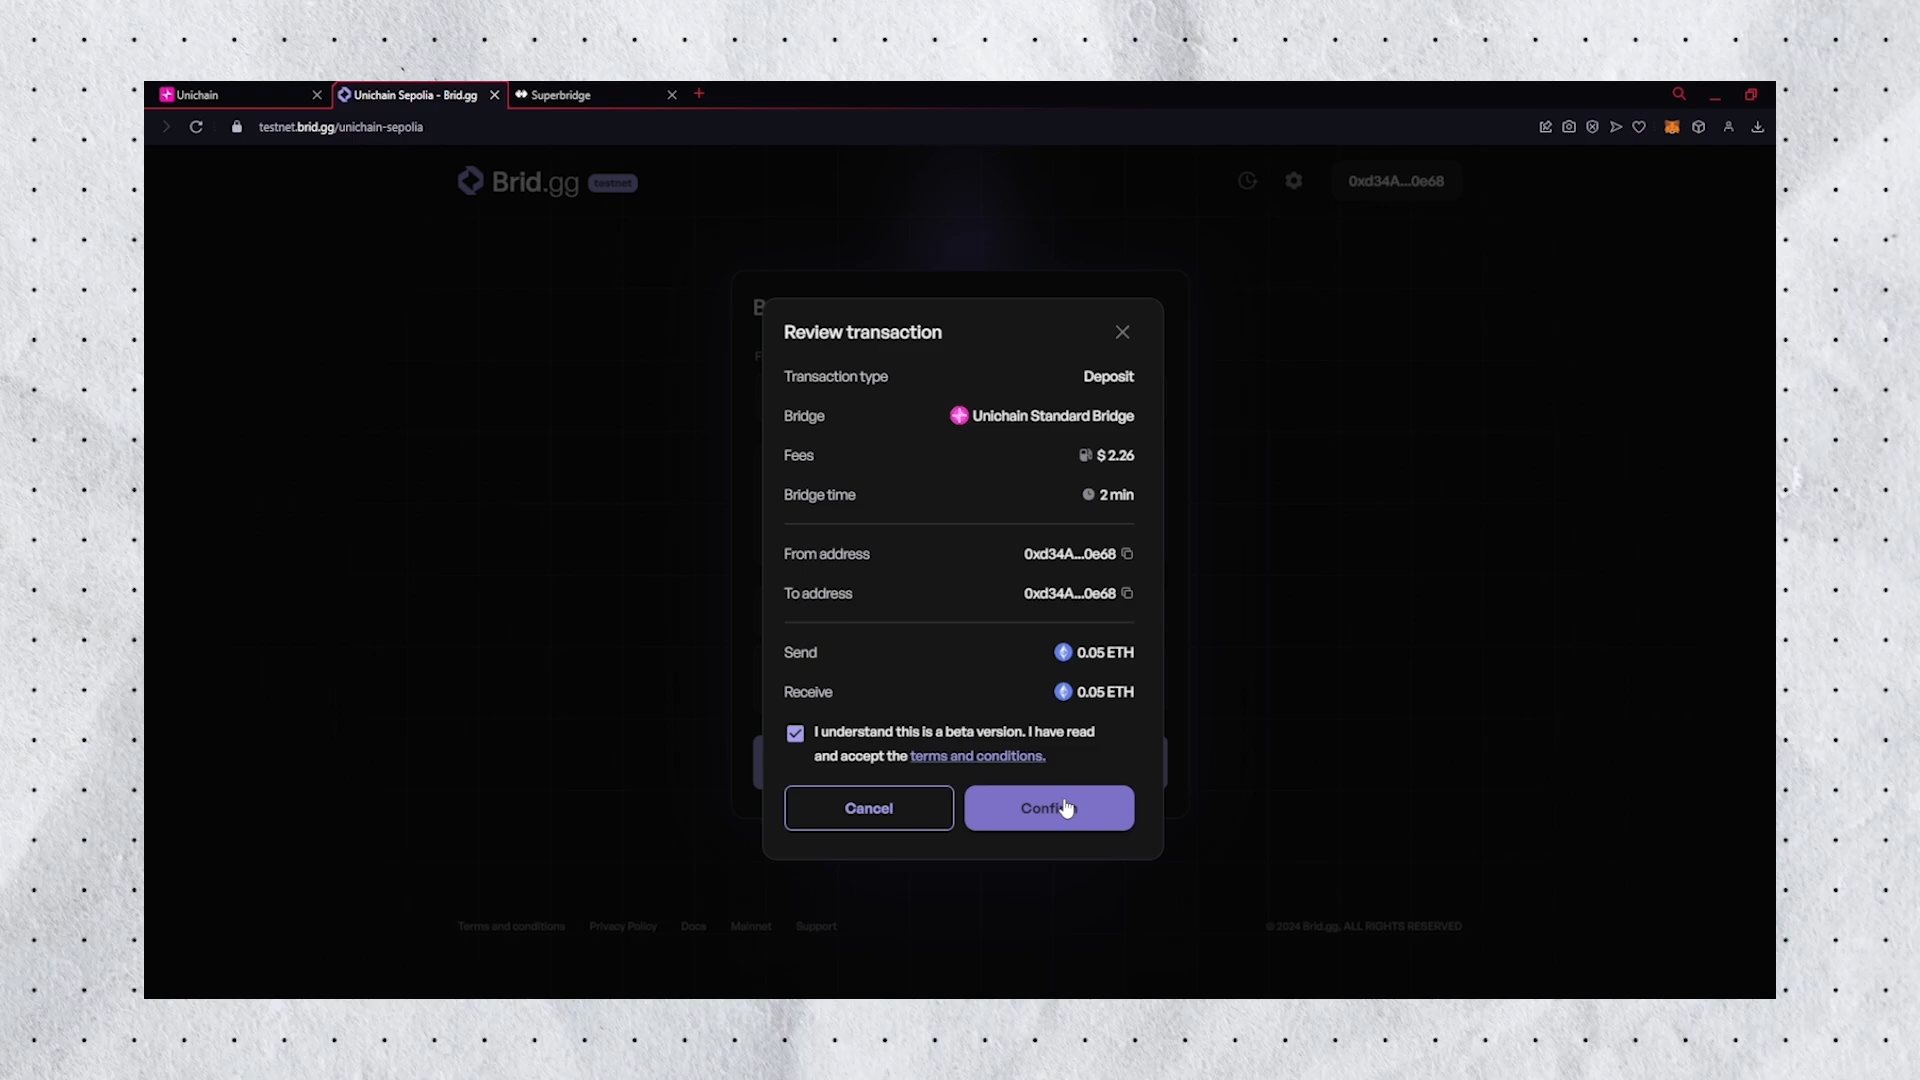 Unichain
Unichain Sepolia - Brid.gg
Superbridge
testnet.brid.gg/unichain-sepolia
Brid.gg testnet
0xd34A...0e68
Review transaction
Transaction type Deposit
Bridge Unichain Standard Bridge
Fees $ 2.26
Bridge time 2 min
From address 0xd34A...0e68
To address 0xd34A...0e68
Send 0.05 ETH
Receive 0.05 ETH
I understand this is a beta version. I have read
and accept the terms and conditions.
Cancel
Terms and conditions Privacy Policy Docs Mainnet Support
© 2024 Brid.gg, ALL RIGHTS RESERVED